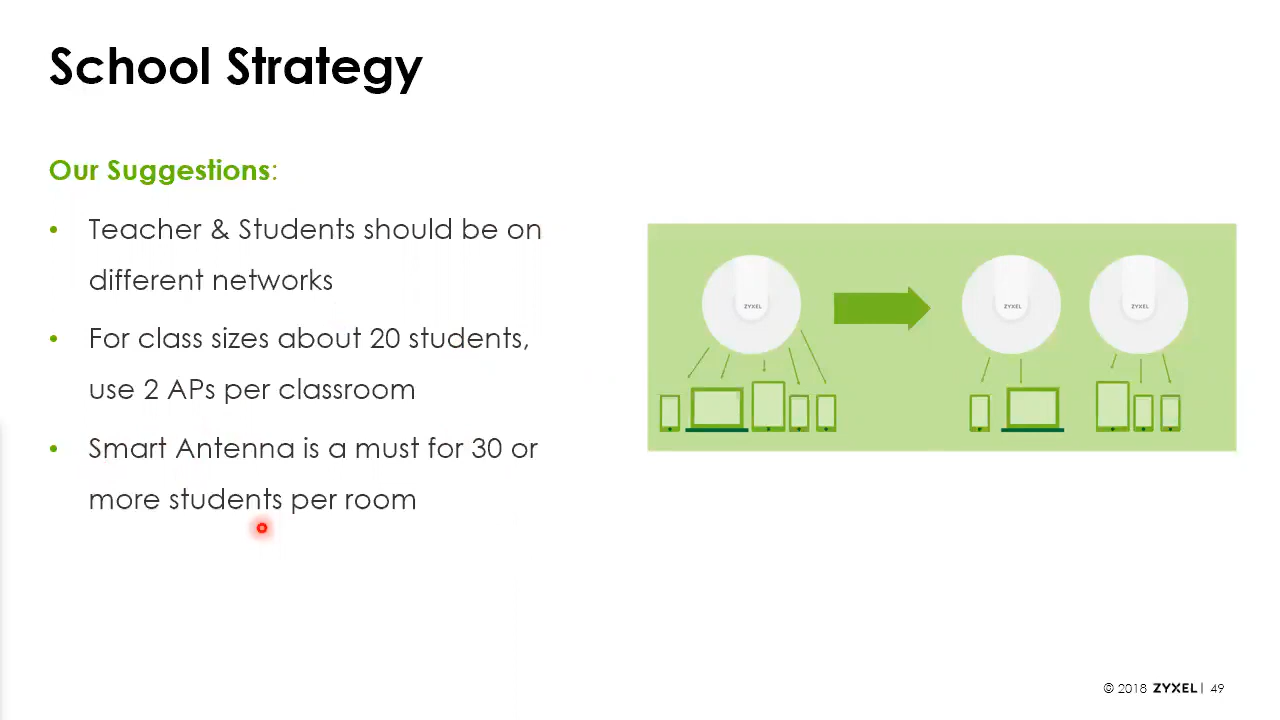 School Strategy
Our Suggestions:
• Teacher & Students should be on
different networks
• For class sizes about 20 students,
use 2 APs per classroom
• Smart Antenna is a must for 30 or
more students per room
ZYXEL
ZYXEL
ZYXEL
© 2018 ZYXEL | 49